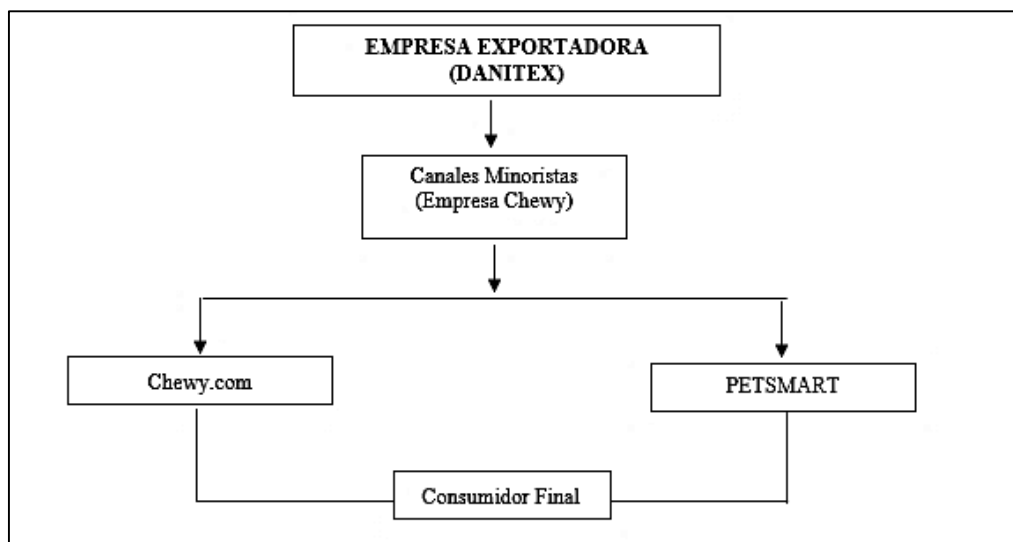 EMPRESA EXPORTADORA
(DANITEX)
Canales Minoristas
(Empresa Chewy)
Chewy.com
PETSMART
Consumidor Final